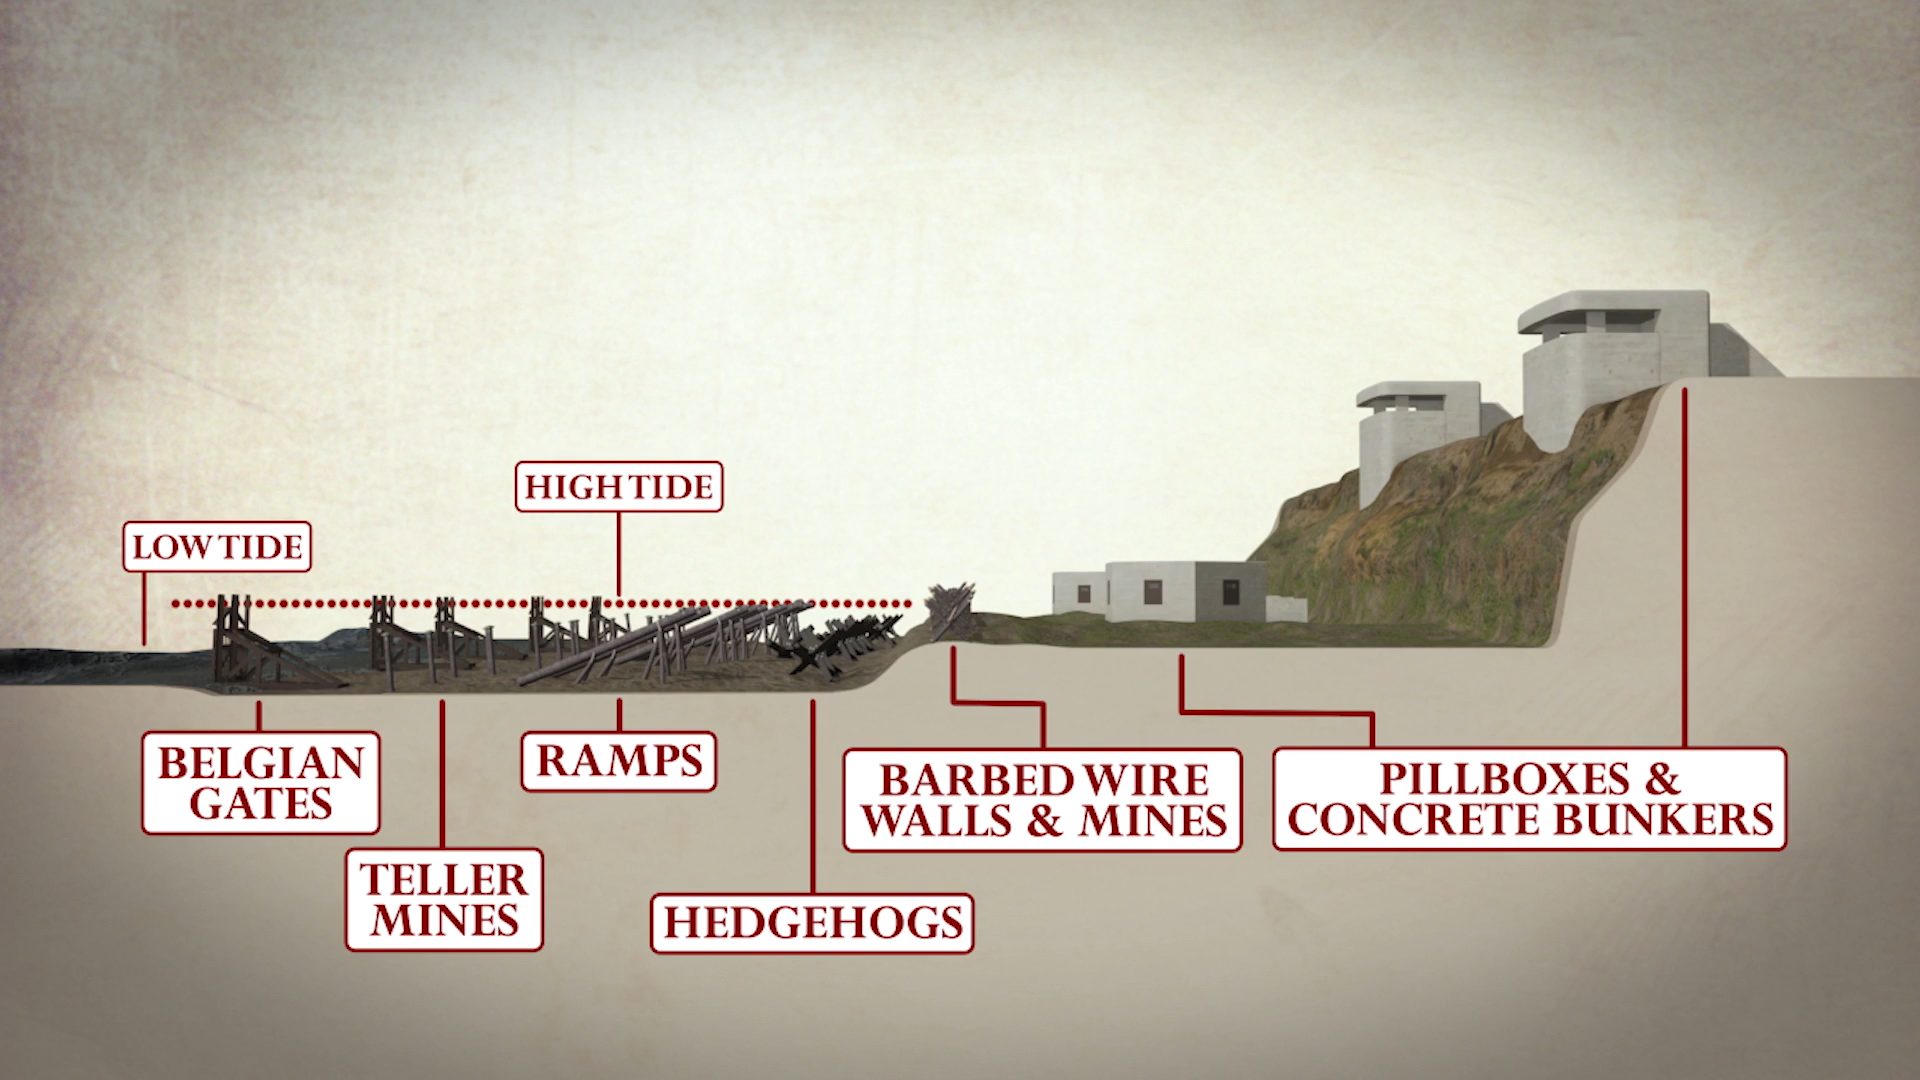 HIGH TIDE
LOW TIDE
BELGIAN
GATES
TELLER
MINES
RAMPS
HEDGEHOGS
BARBED WIRE
WALLS & MINES
PILLBOXES &
CONCRETE BUNKERS